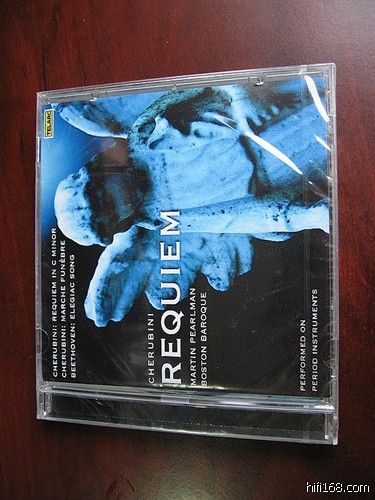 TELARC
CHERUBINI: REQUIEM IN C MINOR
CHERUBINI: MARCHE FUNÈBRE
BEETHOVEN: ELEGIAC SONG
CHERUBINI
REQUIEM
MARTIN PEARLMAN
BOSTON BAROQUE
PERFORMED ON
PERIOD INSTRUMENTS
hifi168.com